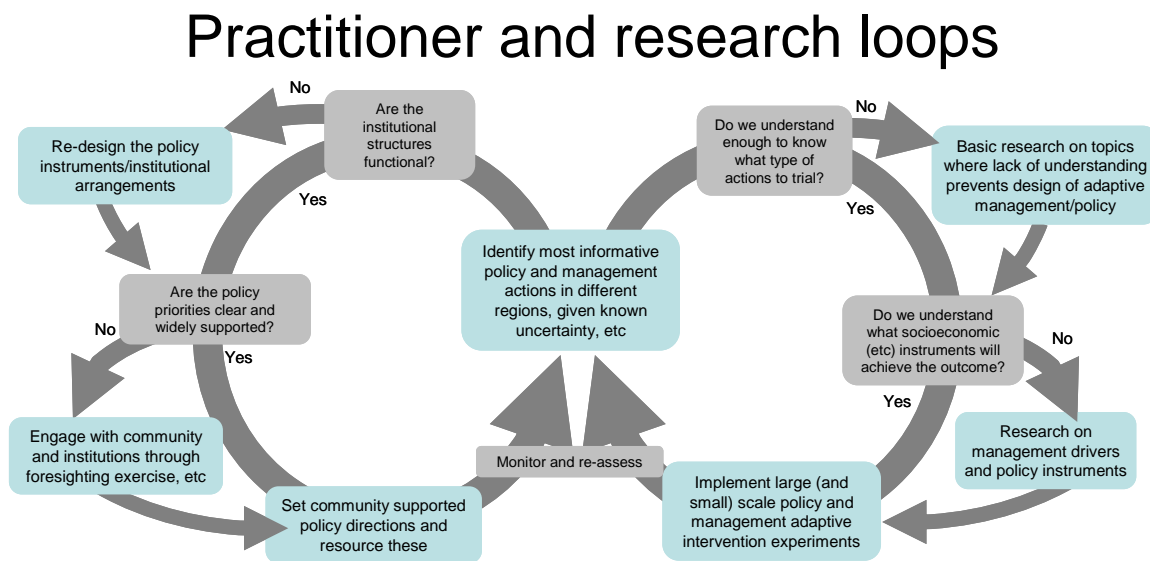 Practitioner and research loops
No
Are the
institutional
structures
functional?
Re-design the policy
instruments/institutional
arrangements
Yes
Are the policy
priorities clear and
widely supported?
No
Yes
Engage with community
and institutions through
foresighting exercise, etc
Set community supported
policy directions and
resource these
Identify most informative
policy and management
actions in different
regions, given known
uncertainty, etc
Monitor and re-assess
Do we understand
enough to know
what type of
actions to trial?
No
Basic research on topics
where lack of understanding
prevents design of adaptive
management/policy
Yes
Do we understand
what socioeconomic
(etc) instruments will
achieve the outcome?
No
Yes
Research on
management drivers
and policy instruments
Implement large (and
small) scale policy and
management adaptive
intervention experiments